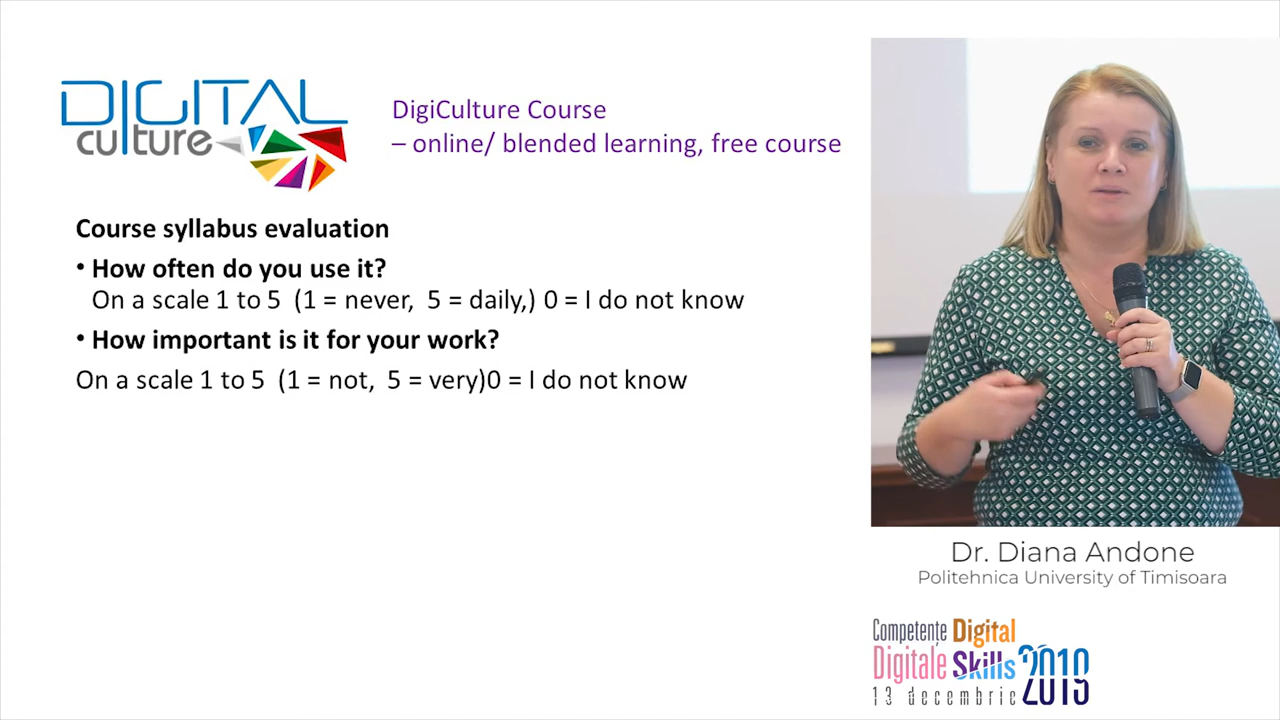 DIGITAL
culture
DigiCulture Course
– online/ blended learning, free course
Course syllabus evaluation
• How often do you use it?
On a scale 1 to 5 (1 = never, 5 = daily,) 0 = I do not know
• How important is it for your work?
On a scale 1 to 5 (1 = not, 5 = very)0 = I do not know
Dr. Diana Andone
Politehnica University of Timisoara
Competențe Digital
Digitale Skills 2019
13 decembrie